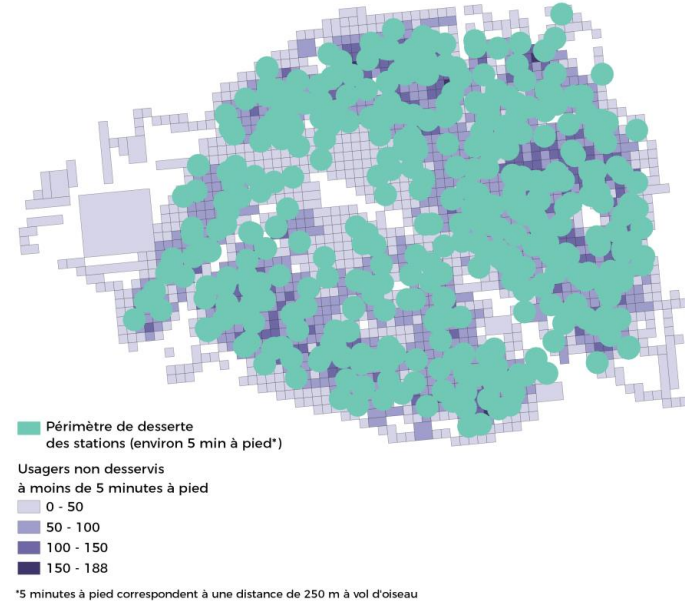 Périmètre de desserte
des stations (environ 5 min à pied*)
Usagers non desservis
à moins de 5 minutes à pied
0 - 50
50 - 100
100 - 150
150 - 188
*5 minutes à pied correspondent à une distance de 250 m à vol d'oiseau